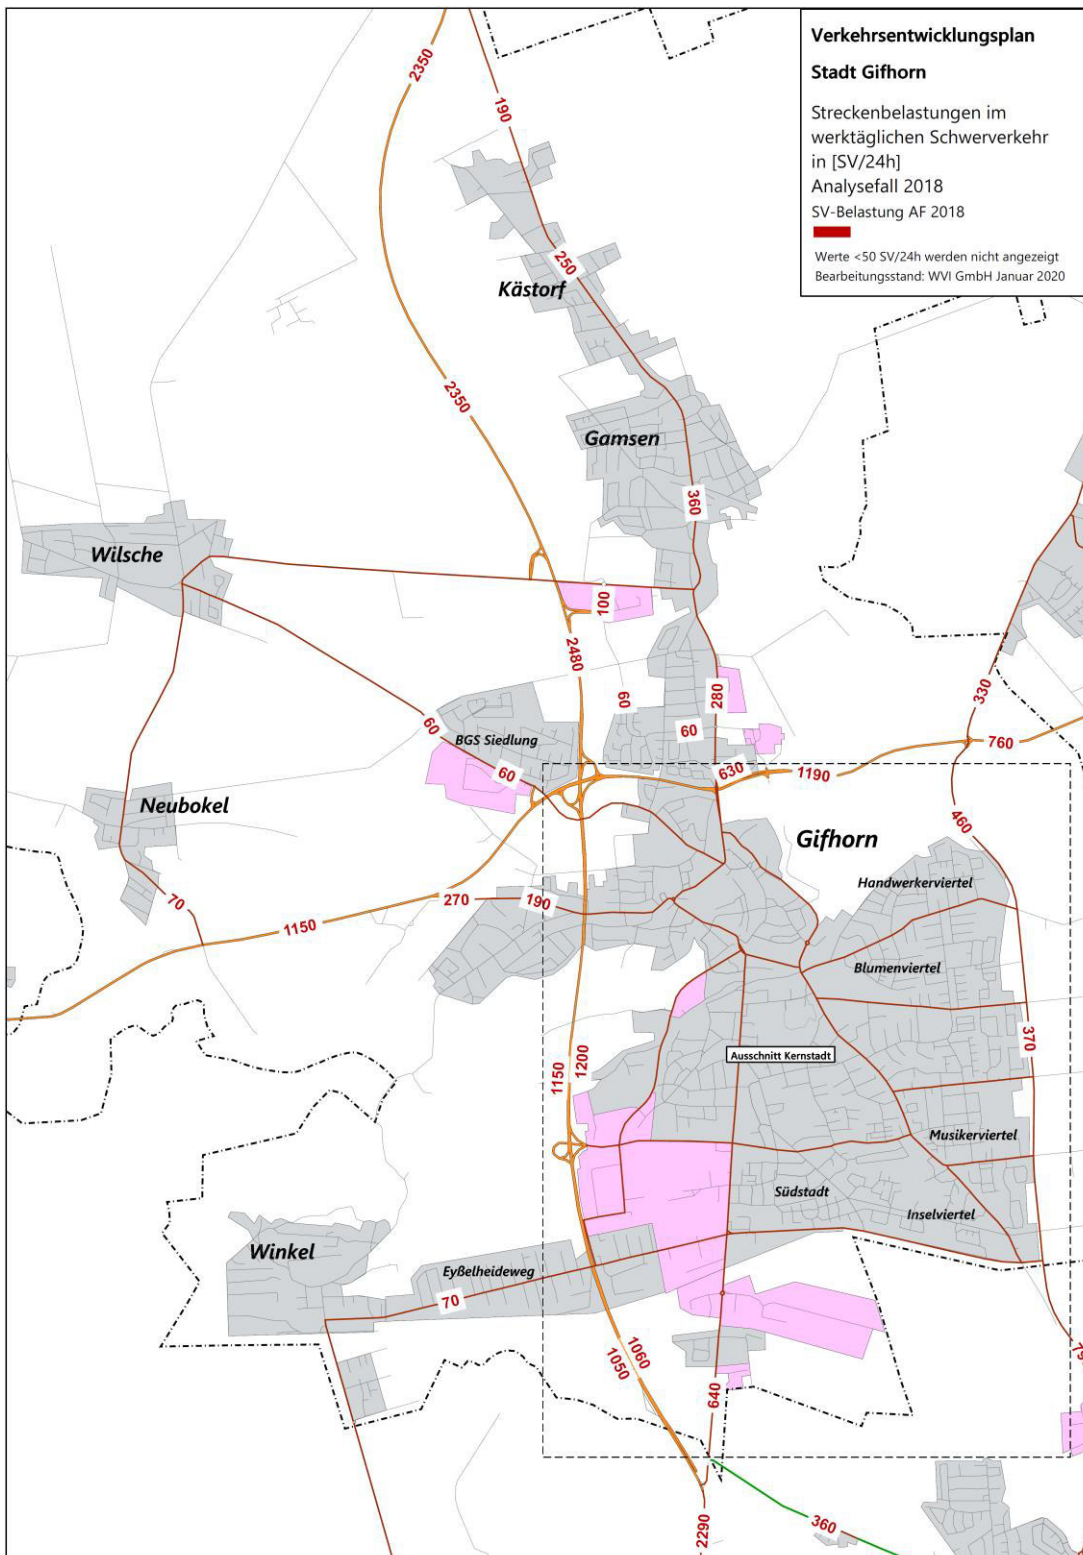 Verkehrsentwicklungsplan
Stadt Gifhorn
Streckenbelastungen im
werktäglichen Schwerverkehr
in [SV/24h]
Analysefall 2018
SV-Belastung AF 2018
Werte <50 SV/24h werden nicht angezeigt
Bearbeitungsstand: WVI GmbH Januar 2020
2350
190
250
Kästorf
2350
Gamsen
360
Wilsche
100
2480
60
280
330
60
60
BGS Siedlung
760
60
630
1190
Neubokel
460
Gifhorn
Handwerkerviertel
70
270
190
1150
Blumenviertel
370
Ausschnitt Kernstadt
1150
1200
Musikerviertel
Südstadt
Inselviertel
Winkel
Eyßelheideweg
70
1060
1050
640
360
2290